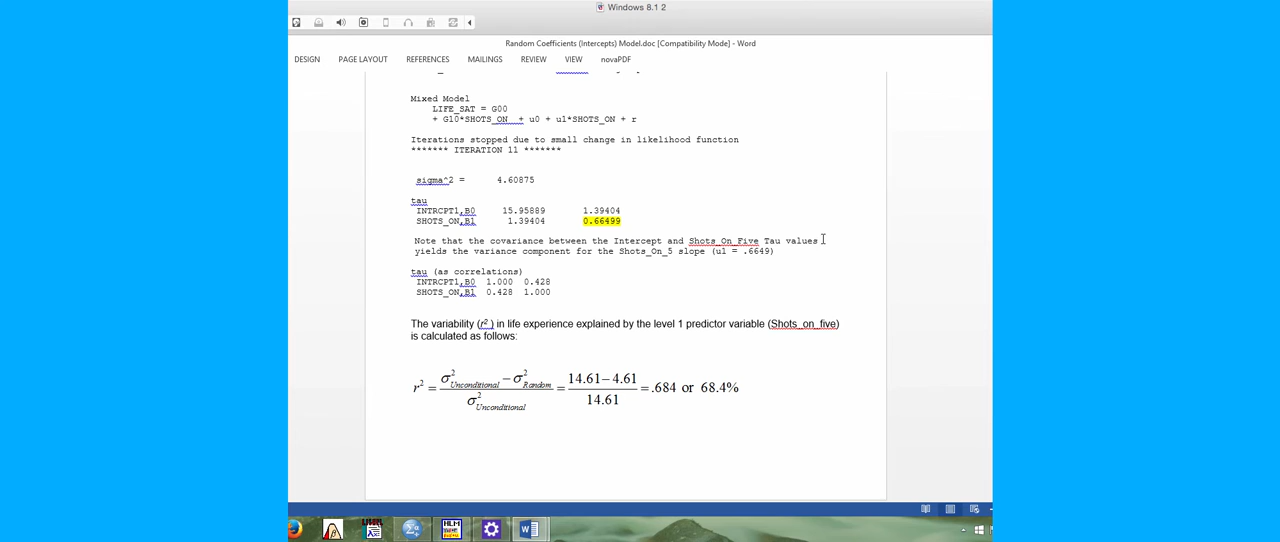 Windows 8.1 2
Random Coefficients (Intercepts) Model.doc [Compatibility Mode] - Word
DESIGN PAGE LAYOUT REFERENCES MAILINGS REVIEW VIEW novaPDF
Mixed Model
LIFE_SAT = G00
+ G10*SHOTS_ON + u0 + u1*SHOTS_ON + r
Iterations stopped due to small change in likelihood function
******* ITERATION 11 *******
sigma^2 = 4.60875
tau
INTRCPT1,B0 15.95889 1.39404
SHOTS_ON,B1 1.39404 0.66499
Note that the covariance between the Intercept and Shots_On_Five Tau values
yields the variance component for the Shots_On_5 slope (u1 = .6649)
tau (as correlations)
INTRCPT1,B0 1.000 0.428
SHOTS_ON,B1 0.428 1.000
The variability (r²) in life experience explained by the level 1 predictor variable (Shots_on_five)
is calculated as follows:
r² = (σ²Unconditional − σ²Random) / σ²Unconditional = (14.61 − 4.61) / 14.61 = .684 or 68.4%
HLM